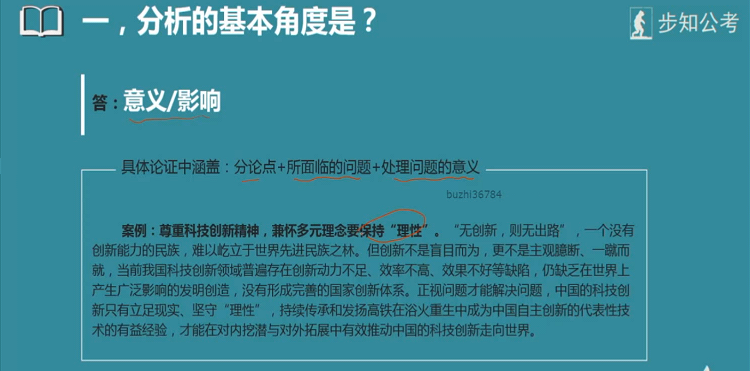 一，分析的基本角度是？
步知公考
答：意义/影响
具体论证中涵盖：分论点+所面临的问题+处理问题的意义
buzhi36784
案例：尊重科技创新精神，兼怀多元理念要保持“理性”。“无创新，则无出路”，一个没有
创新能力的民族，难以屹立于世界先进民族之林。但创新不是盲目而为，更不是主观臆断、一蹴而
就，当前我国科技创新领域普遍存在创新动力不足、效率不高、效果不好等缺陷，仍缺乏在世界上
产生广泛影响的发明创造，没有形成完善的国家创新体系。正视问题才能解决问题，中国的科技创
新只有立足现实、坚守“理性”，持续传承和发扬高铁在浴火重生中成为中国自主创新的代表性技
术的有益经验，才能在对内挖潜与对外拓展中有效推动中国的科技创新走向世界。